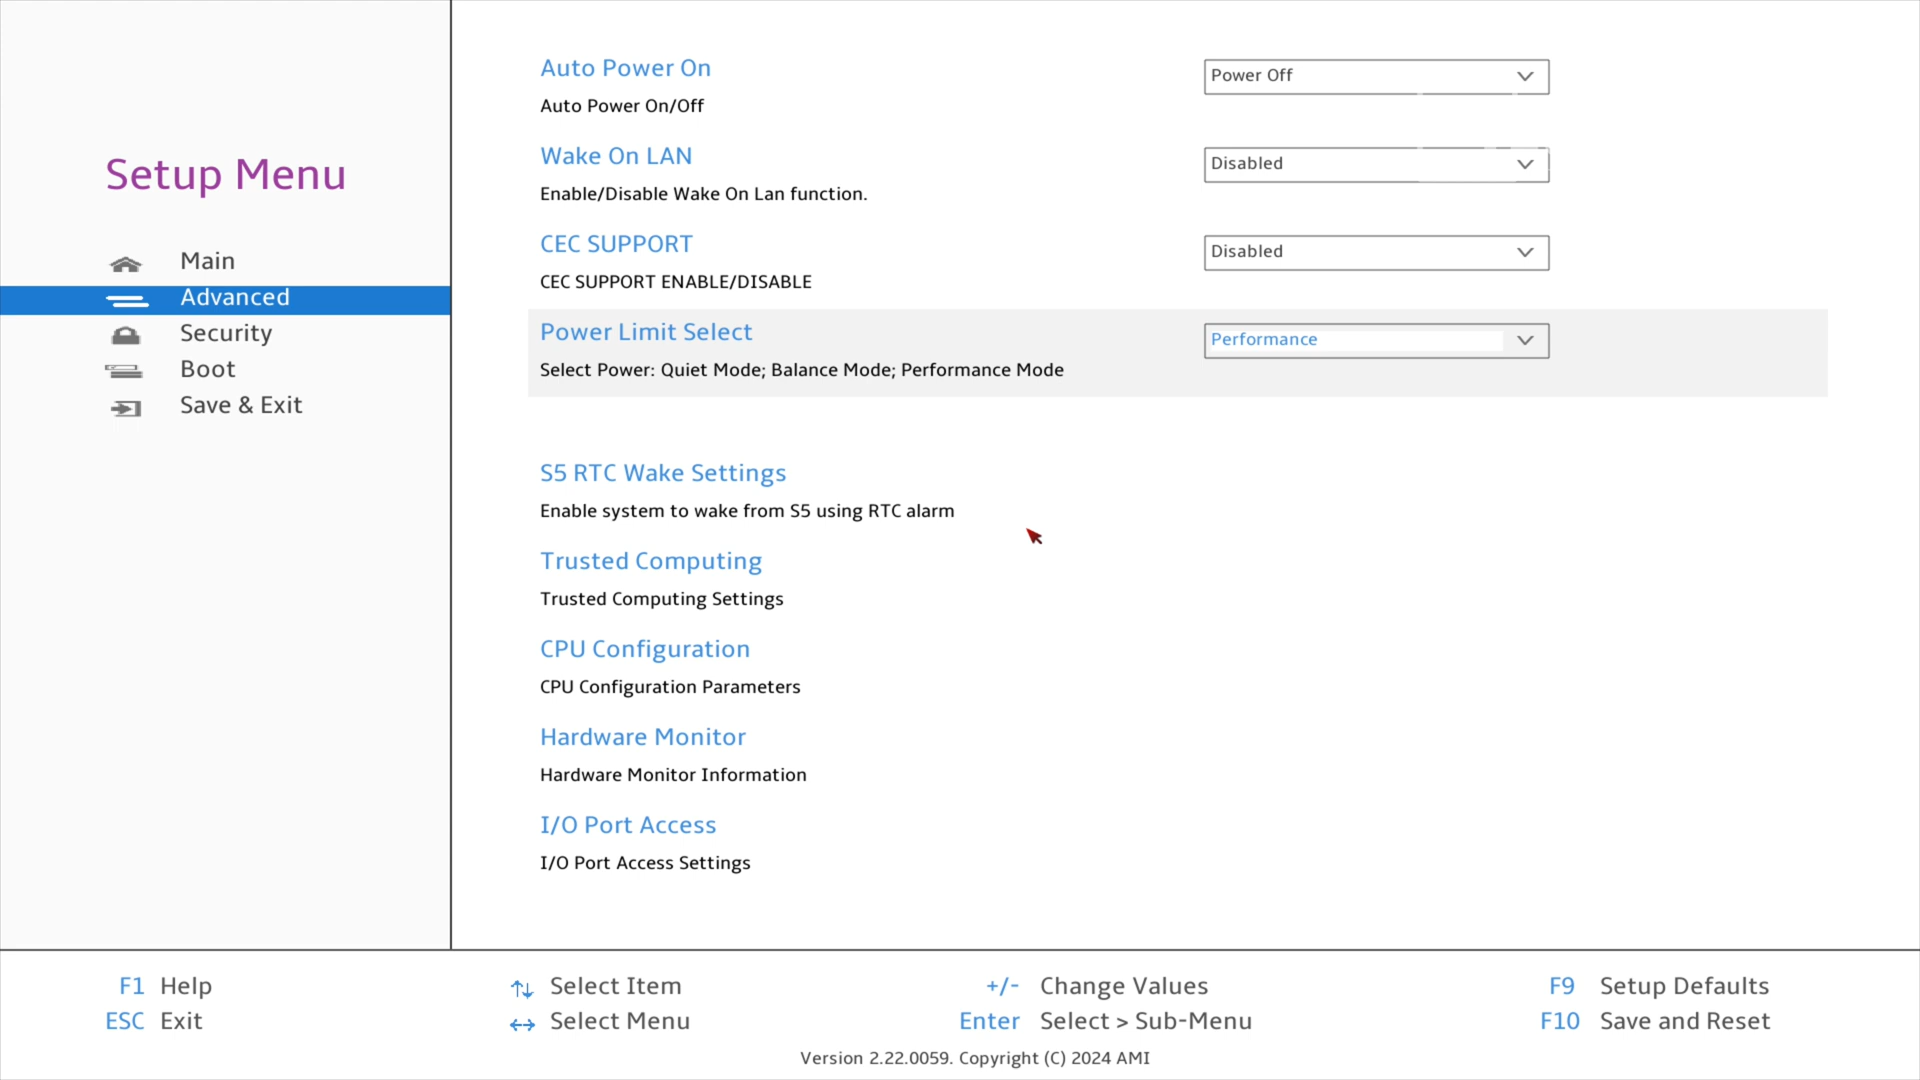 Setup Menu
Main
Advanced
Security
Boot
Save & Exit
Auto Power On
Power Off
Auto Power On/Off
Wake On LAN
Disabled
Enable/Disable Wake On Lan function.
CEC SUPPORT
Disabled
CEC SUPPORT ENABLE/DISABLE
Power Limit Select
Performance
Select Power: Quiet Mode; Balance Mode; Performance Mode
S5 RTC Wake Settings
Enable system to wake from S5 using RTC alarm
Trusted Computing
Trusted Computing Settings
CPU Configuration
CPU Configuration Parameters
Hardware Monitor
Hardware Monitor Information
I/O Port Access
I/O Port Access Settings
F1 Help
ESC Exit
↑↓ Select Item
↔ Select Menu
+/- Change Values
Enter Select > Sub-Menu
F9 Setup Defaults
F10 Save and Reset
Version 2.22.0059. Copyright (C) 2024 AMI